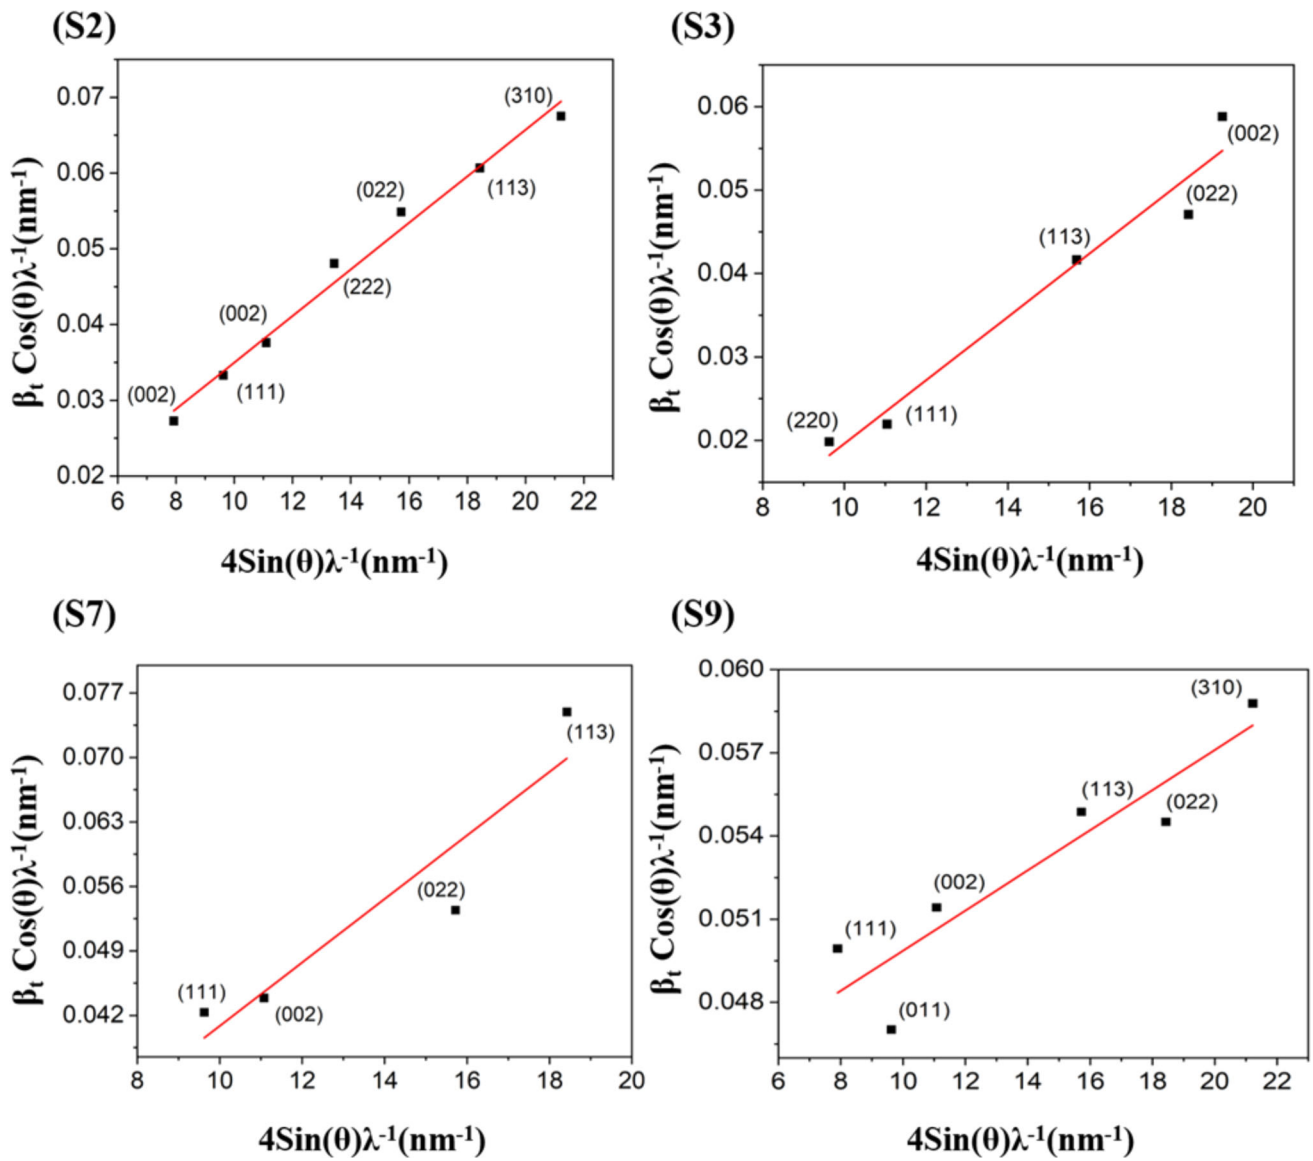 (S2)
(S3)
0.07
0.06
0.05
0.04
0.03
0.02
(310)
(022)
(113)
(002)
(222)
(002)
(111)
6 8 10 12 14 16 18 20 22
βt Cos(θ)λ-1(nm-1)
4Sin(θ)λ-1(nm-1)
0.06
0.05
0.04
0.03
0.02
(002)
(022)
(113)
(220)
(111)
8 10 12 14 16 18 20
βt Cos(θ)λ-1(nm-1)
4Sin(θ)λ-1(nm-1)
(S7)
(S9)
0.077
0.070
0.063
0.056
0.049
0.042
(113)
(022)
(111)
(002)
8 10 12 14 16 18 20
βt Cos(θ)λ-1(nm-1)
4Sin(θ)λ-1(nm-1)
0.060
0.057
0.054
0.051
0.048
(310)
(113)
(022)
(002)
(111)
(011)
6 8 10 12 14 16 18 20 22
βt Cos(θ)λ-1(nm-1)
4Sin(θ)λ-1(nm-1)